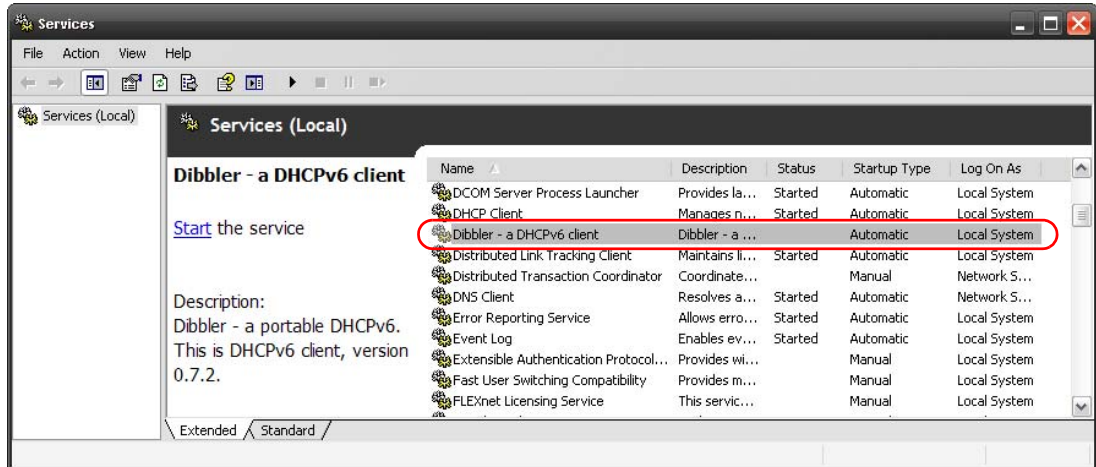 Services
File Action View Help
Services (Local)
Services (Local)
Dibbler - a DHCPv6 client
Start the service
Description:
Dibbler - a portable DHCPv6.
This is DHCPv6 client, version
0.7.2.
Name Description Status Startup Type Log On As
DCOM Server Process Launcher Provides la... Started Automatic Local System
DHCP Client Manages n... Started Automatic Local System
Dibbler - a DHCPv6 client Dibbler - a ... Automatic Local System
Distributed Link Tracking Client Maintains li... Started Automatic Local System
Distributed Transaction Coordinator Coordinate... Manual Network S...
DNS Client Resolves a... Started Automatic Network S...
Error Reporting Service Allows erro... Started Automatic Local System
Event Log Enables ev... Started Automatic Local System
Extensible Authentication Protocol... Provides wi... Manual Local System
Fast User Switching Compatibility Provides m... Manual Local System
FLEXnet Licensing Service This servic... Manual Local System
Extended Standard